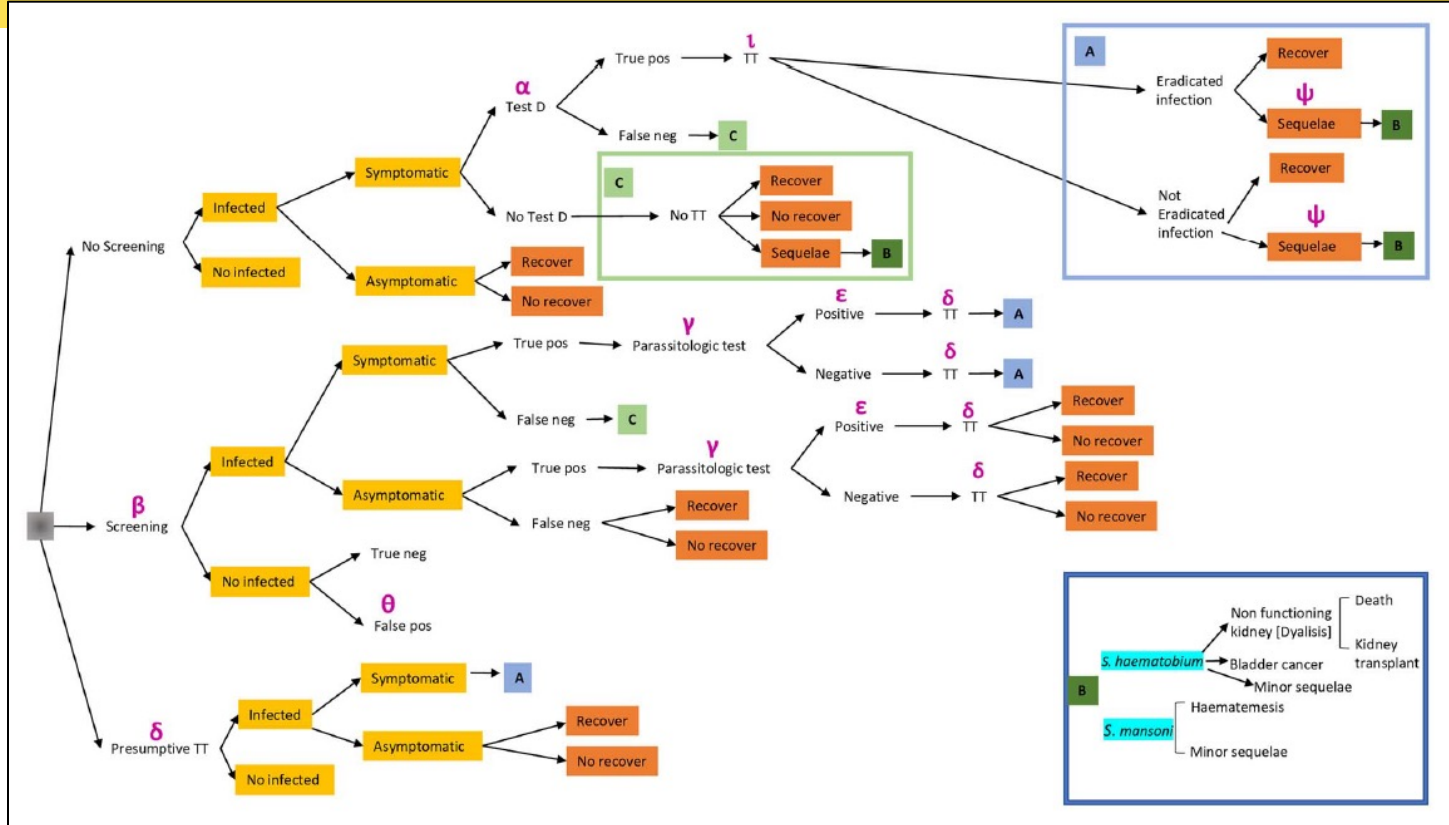 No Screening
Infected
No infected
Symptomatic
Asymptomatic
α
Test D
No Test D
Recover
No recover
True pos
False neg
C
ι
TT
C
No TT
Recover
No recover
Sequelae
B
A
Eradicated
infection
Recover
ψ
Sequelae
B
Not
Eradicated
infection
Recover
ψ
Sequelae
B
β
Screening
Infected
No infected
Symptomatic
True pos
γ
Parassitologic test
ε
Positive
δ
TT
A
Negative
δ
TT
A
False neg
C
Asymptomatic
True pos
γ
Parassitologic test
ε
Positive
δ
TT
Recover
No recover
Negative
δ
TT
Recover
No recover
False neg
Recover
No recover
True neg
θ
False pos
δ
Presumptive TT
Infected
No infected
Symptomatic
A
Asymptomatic
Recover
No recover
B
S. haematobium
Non functioning
kidney [Dyalisis]
Death
Kidney
transplant
Bladder cancer
Minor sequelae
S. mansoni
Haematemesis
Minor sequelae